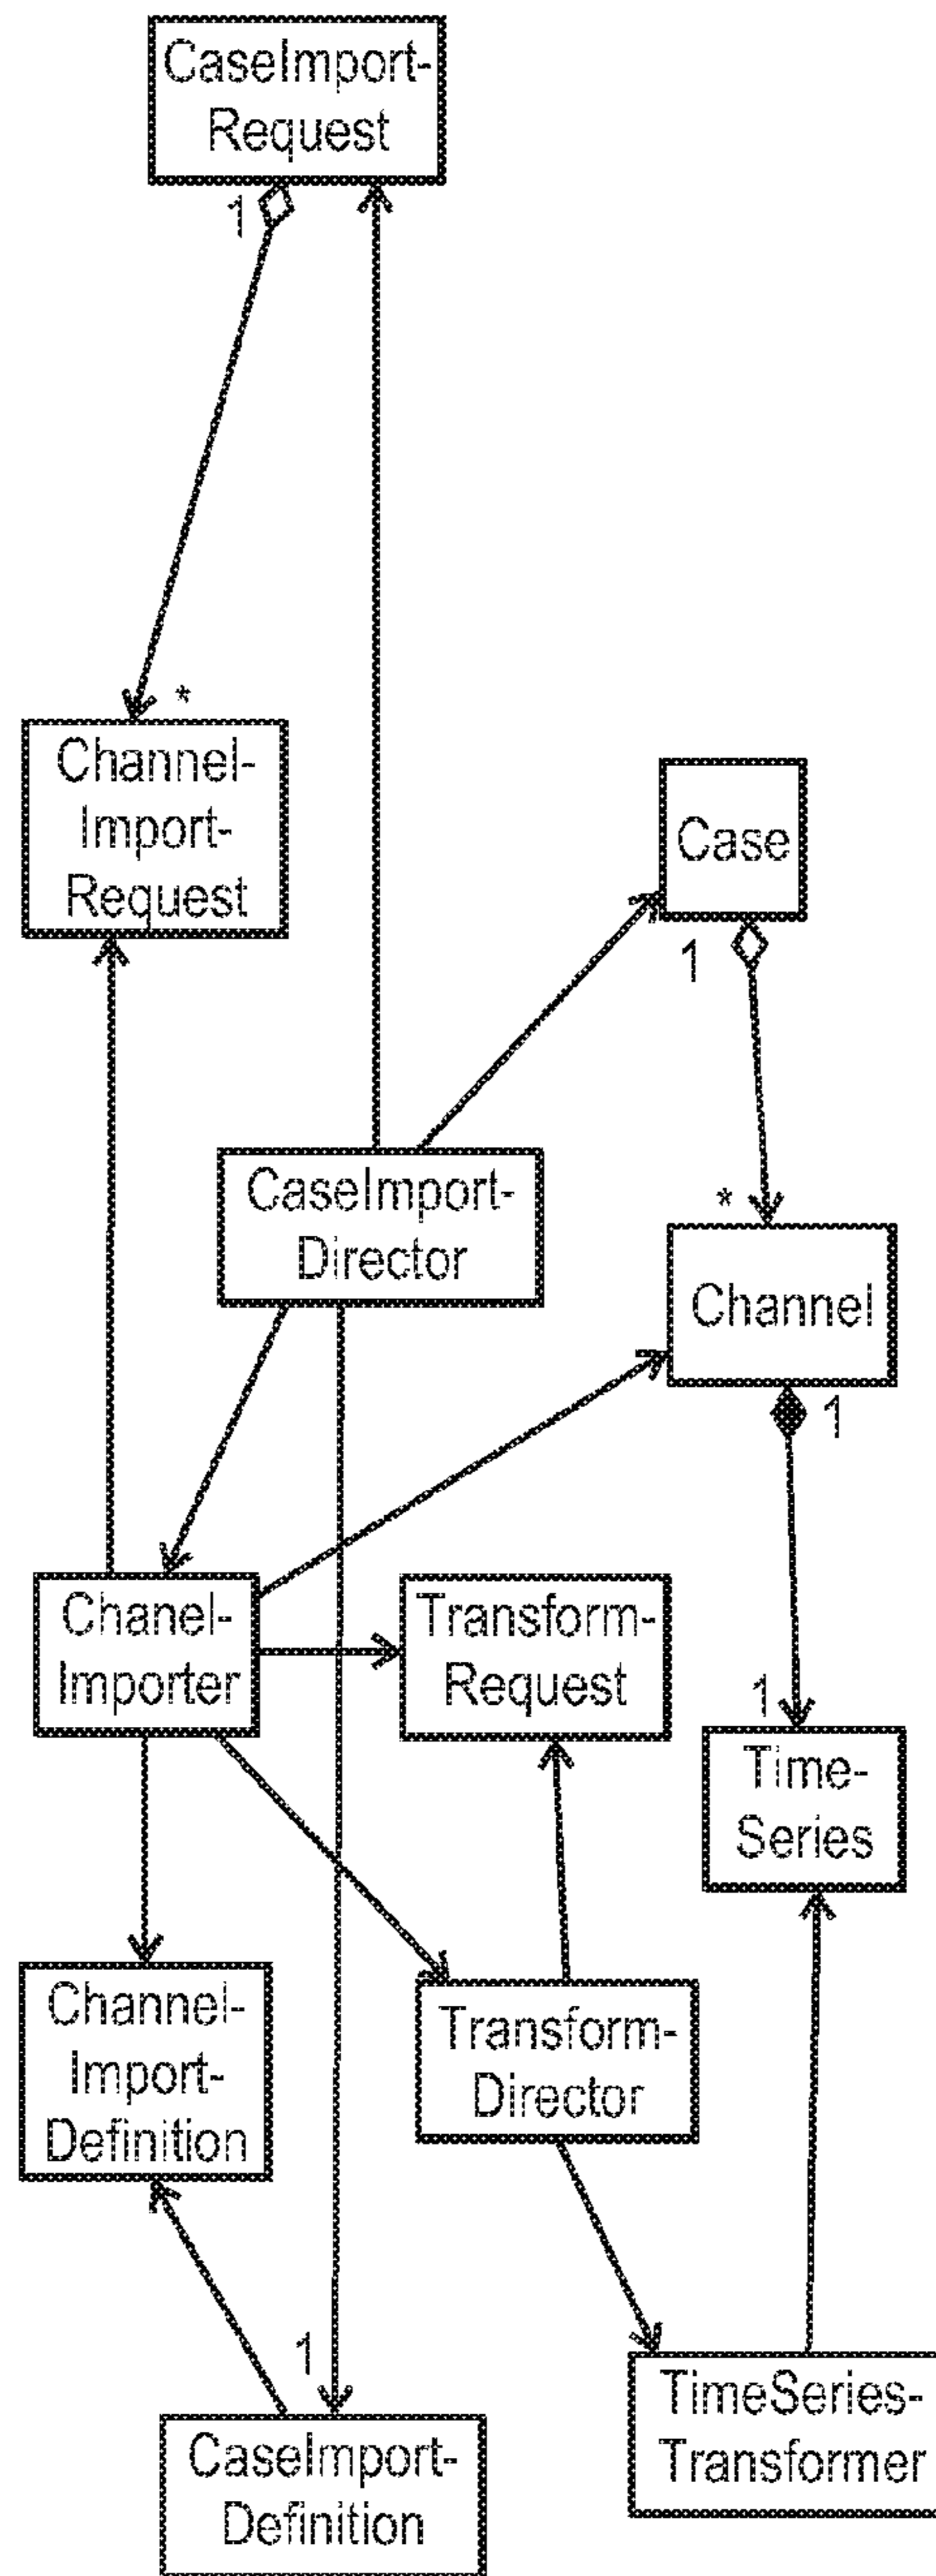 CaseImport-
Request
1
*
Channel-
Import-
Request
Case
1
CaseImport-
Director
*
Channel
1
Chanel-
Importer
Transform-
Request
1
Time-
Series
Channel-
Import-
Definition
Transform-
Director
1
CaseImport-
Definition
TimeSeries-
Transformer